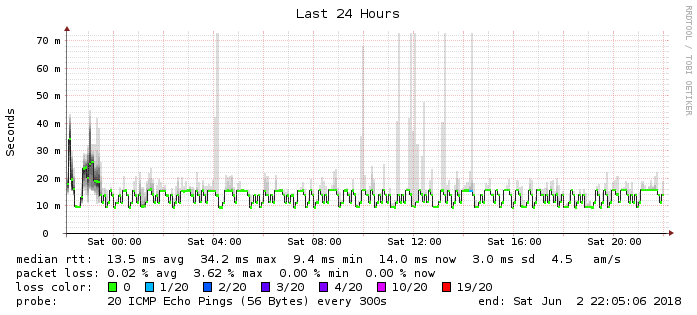 Last 24 Hours
RRDTOOL / TOBI OETIKER
Seconds
70 m
60 m
50 m
40 m
30 m
20 m
10 m
0
Sat 00:00 Sat 04:00 Sat 08:00 Sat 12:00 Sat 16:00 Sat 20:00
median rtt: 13.5 ms avg 34.2 ms max 9.4 ms min 14.0 ms now 3.0 ms sd 4.5 am/s
packet loss: 0.02 % avg 3.62 % max 0.00 % min 0.00 % now
loss color: 0 1/20 2/20 3/20 4/20 10/20 19/20
probe: 20 ICMP Echo Pings (56 Bytes) every 300s end: Sat Jun 2 22:05:06 2018